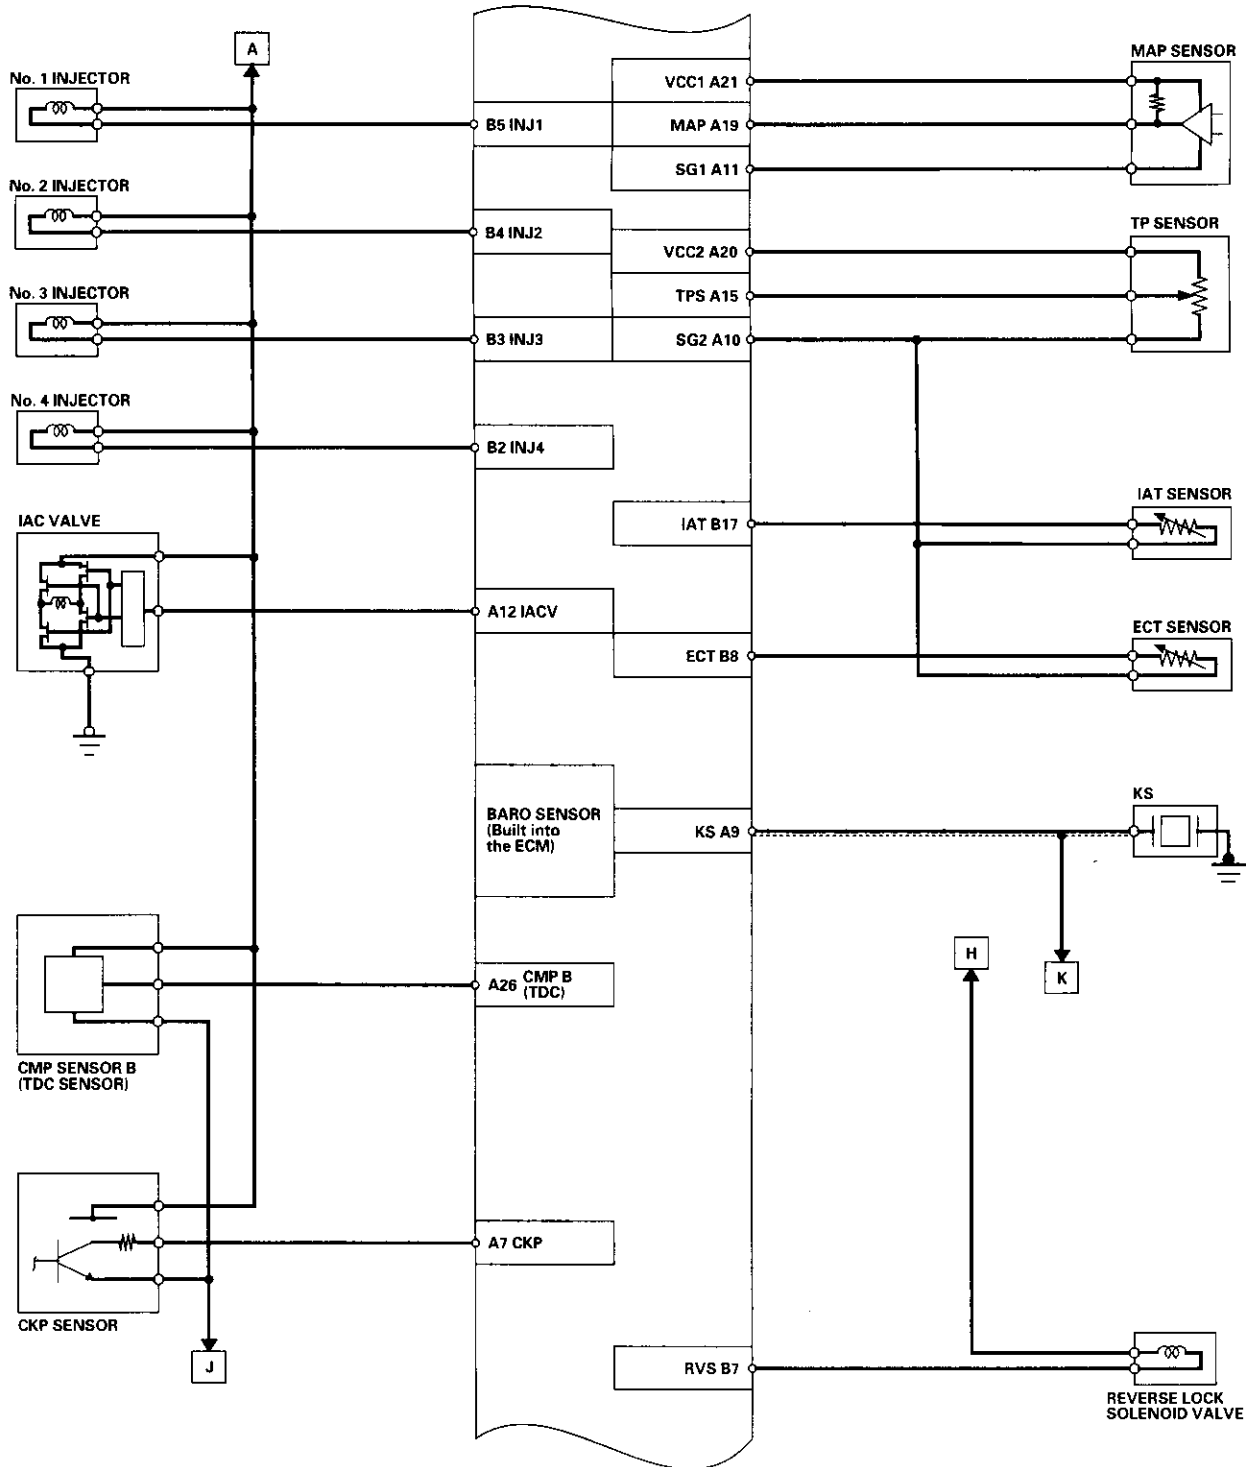 A
No. 1 INJECTOR
B5 INJ1
No. 2 INJECTOR
B4 INJ2
No. 3 INJECTOR
B3 INJ3
No. 4 INJECTOR
B2 INJ4
IAC VALVE
A12 IACV
BARO SENSOR
(Built into
the ECM)
A26 CMP B
(TDC)
CMP SENSOR B
(TDC SENSOR)
A7 CKP
CKP SENSOR
J
MAP SENSOR
VCC1 A21
MAP A19
SG1 A11
TP SENSOR
VCC2 A20
TPS A15
SG2 A10
IAT SENSOR
IAT B17
ECT SENSOR
ECT B8
KS
KS A9
H
K
RVS B7
REVERSE LOCK
SOLENOID VALVE